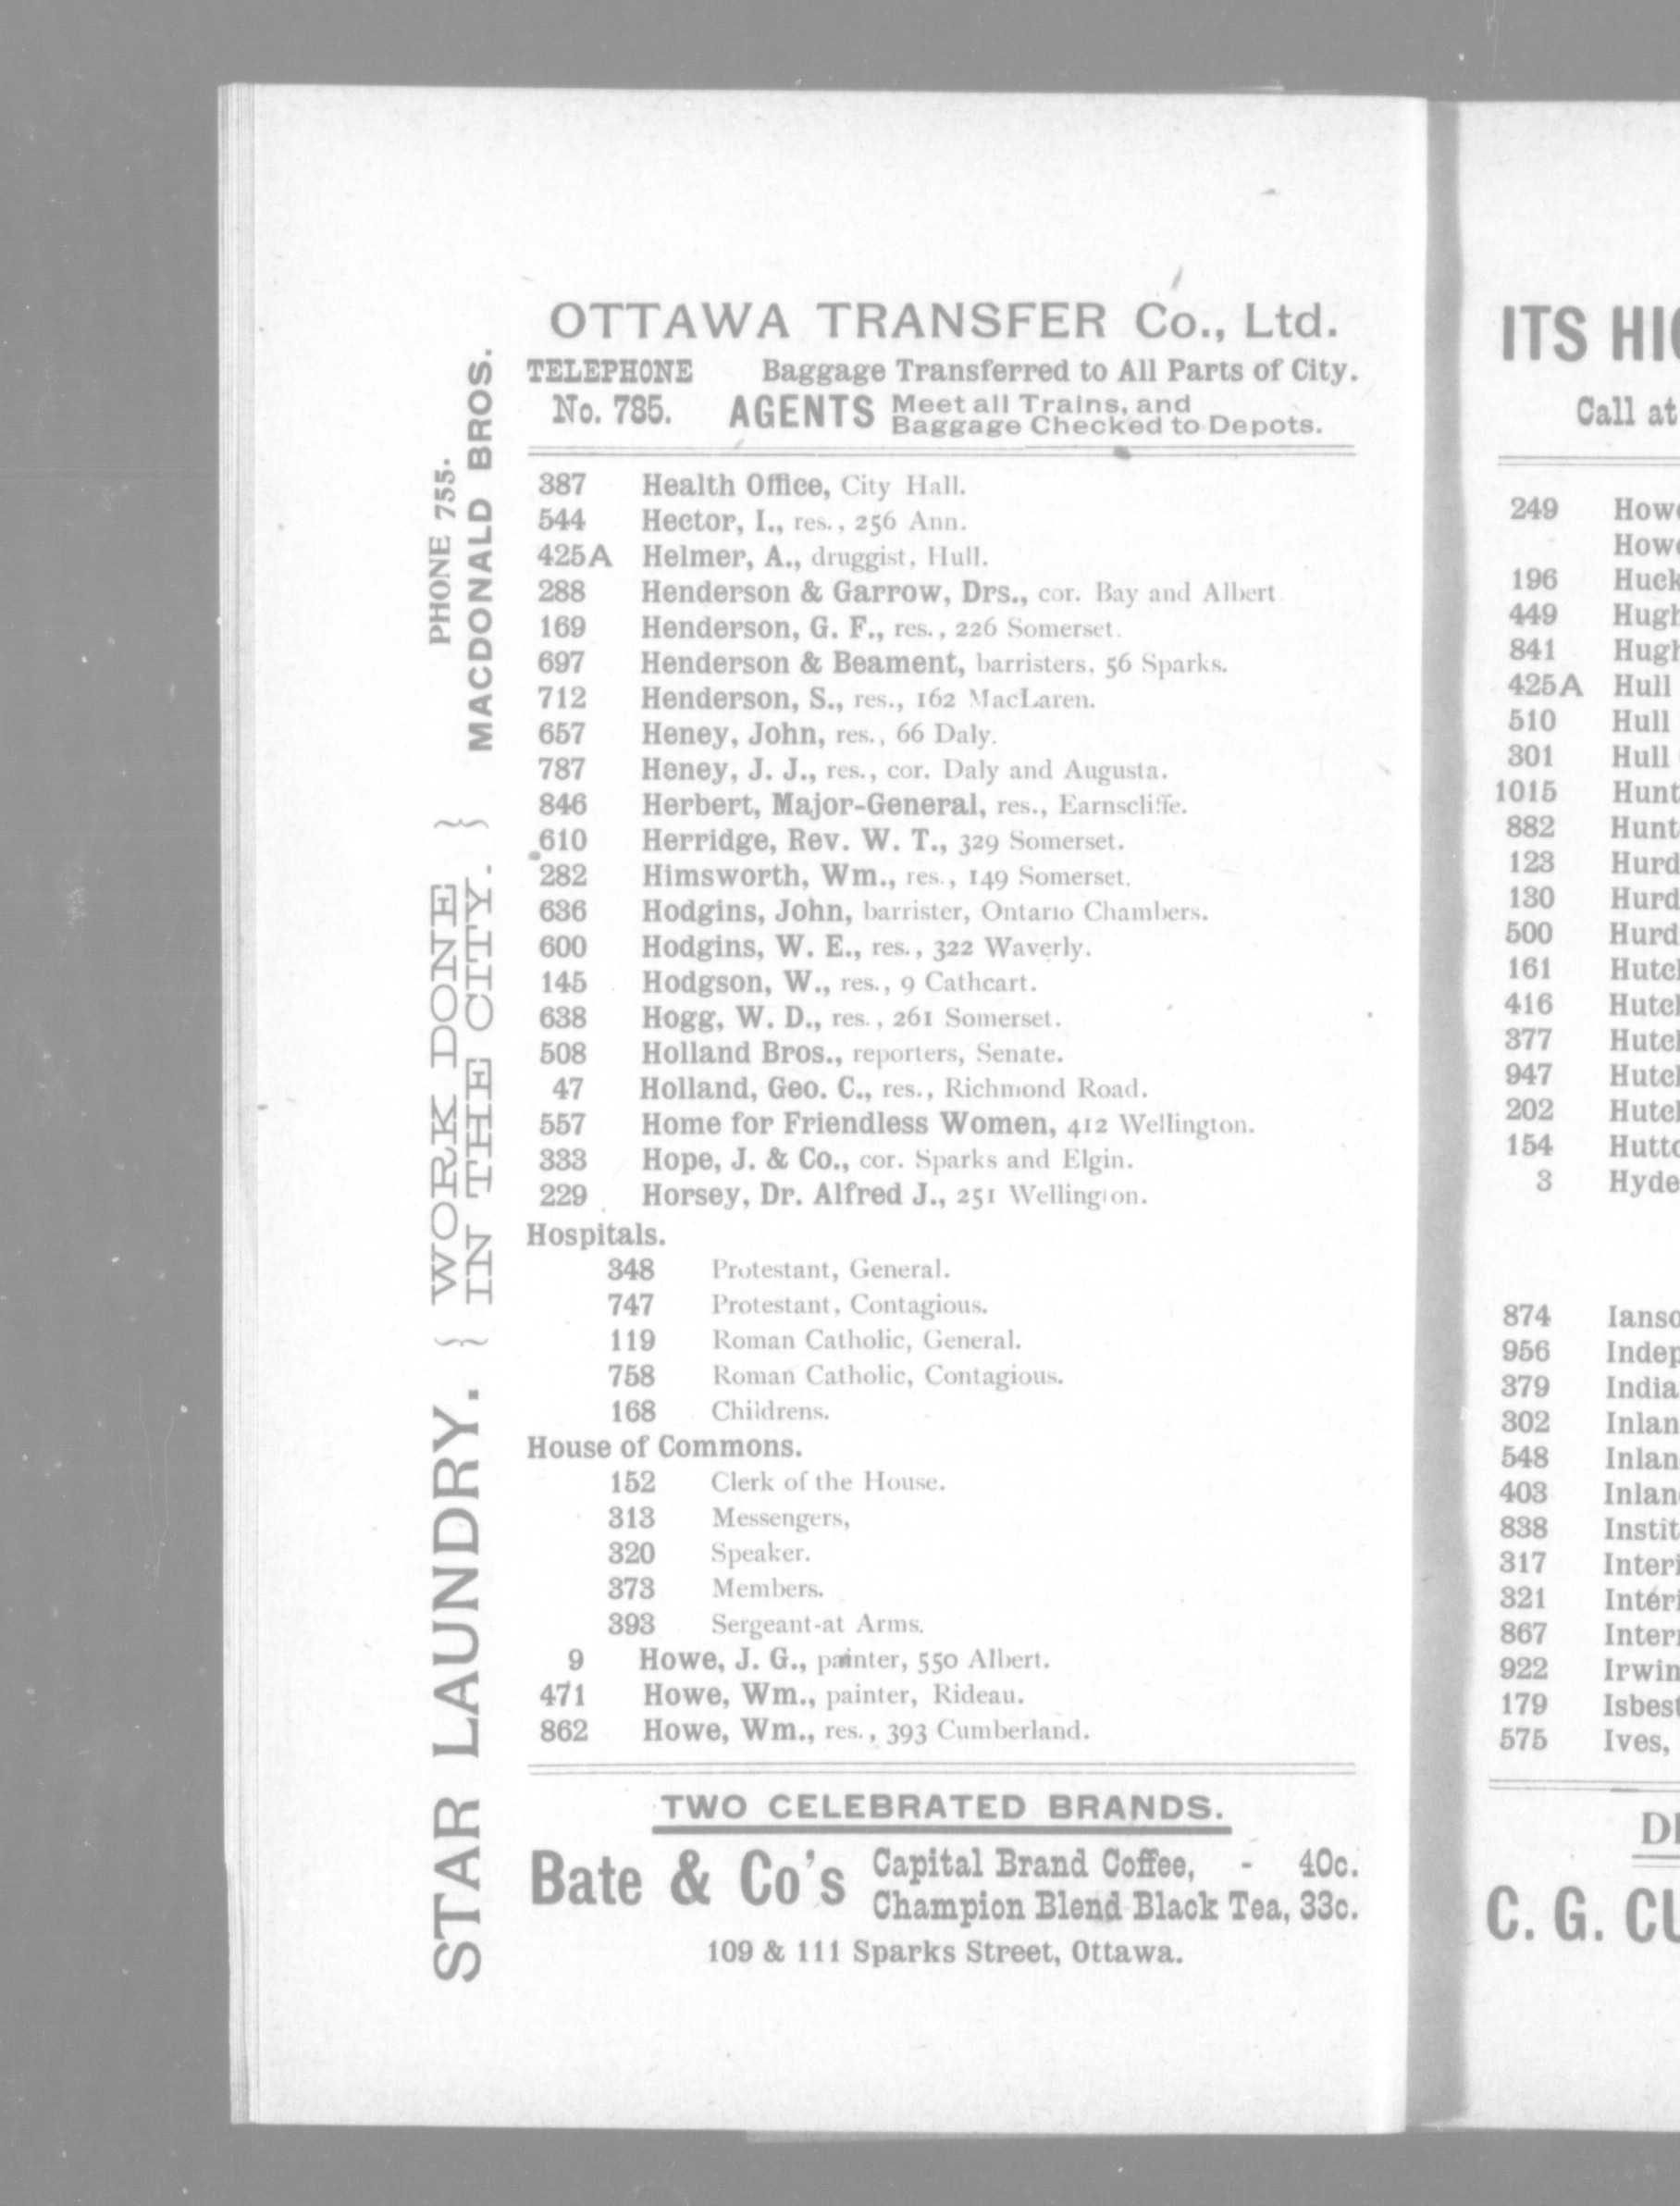 OTTAWA TRANSFER Co., Ltd.
TELEPHONE No. 785.
Baggage Transferred to All Parts of City.
AGENTS Meet all Trains, and
Baggage Checked to Depots.
387 Health Office, City Hall.
544 Hector, I., res., 256 Ann.
425A Helmer, A., druggist, Hull.
288 Henderson & Garrow, Drs., cor. Bay and Albert.
169 Henderson, G. F., res., 226 Somerset.
697 Henderson & Beament, barristers, 56 Sparks.
712 Henderson, S., res., 162 MacLaren.
657 Heney, John, res., 66 Daly.
787 Heney, J. J., res., cor. Daly and Augusta.
846 Herbert, Major-General, res., Earnscliffe.
610 Herridge, Rev. W. T., 329 Somerset.
282 Himsworth, Wm., res., 149 Somerset.
636 Hodgins, John, barrister, Ontario Chambers.
600 Hodgins, W. E., res., 322 Waverly.
145 Hodgson, W., res., 9 Cathcart.
638 Hogg, W. D., res., 261 Somerset.
508 Holland Bros., reporters, Senate.
47 Holland, Geo. C., res., Richmond Road.
557 Home for Friendless Women, 412 Wellington.
333 Hope, J. & Co., cor. Sparks and Elgin.
229 Horsey, Dr. Alfred J., 251 Wellington.
Hospitals.
348 Protestant, General.
747 Protestant, Contagious.
119 Roman Catholic, General.
758 Roman Catholic, Contagious.
168 Childrens.
House of Commons.
152 Clerk of the House.
313 Messengers,
320 Speaker.
373 Members.
393 Sergeant-at Arms.
9 Howe, J. G., painter, 550 Albert.
471 Howe, Wm., painter, Rideau.
862 Howe, Wm., res., 393 Cumberland.
TWO CELEBRATED BRANDS.
Bate & Co's Capital Brand Coffee, - 40c.
Champion Blend Black Tea, 33c.
109 & 111 Sparks Street, Ottawa.
STAR LAUNDRY. { WORK DONE
IN THE CITY. }
PHONE 755.
MACDONALD BROS.
ITS
Call at
249
196
449
841
425A Hull
510 Hull
301 Hull
1015
882
123
130
500
161
416
377
947
202
154
3
874
956
379
302
548
403
838
317
321
867
922
179
575 Ives,
C. G.